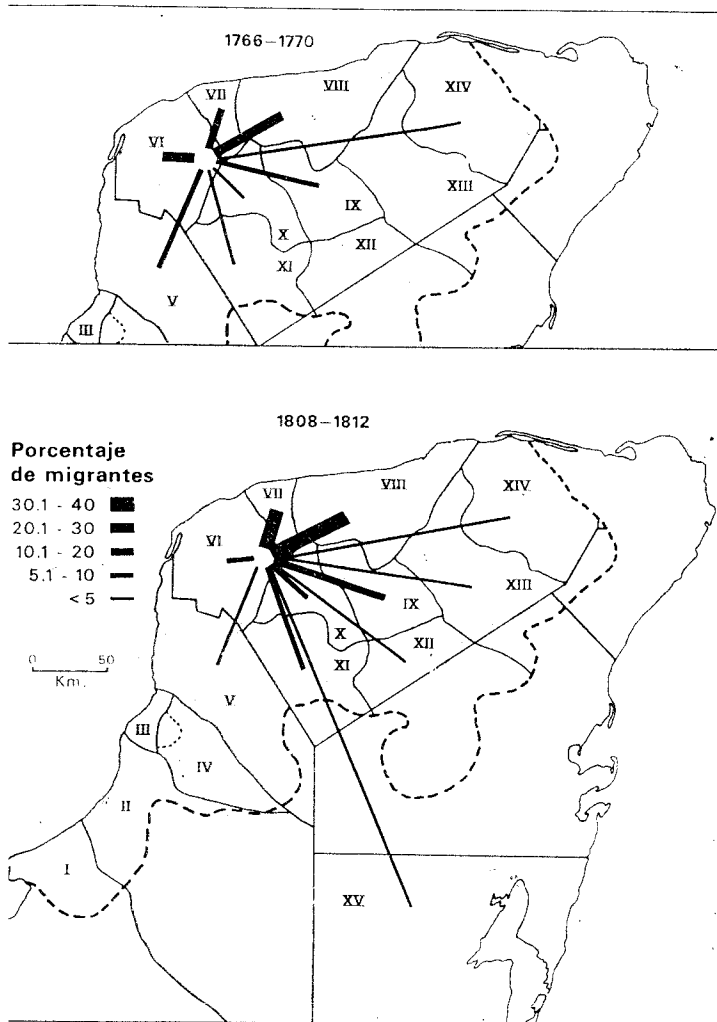 1766–1770
VII
VIII
XIV
VI
XIII
IX
X
XII
XI
V
III
1808–1812
Porcentaje
de migrantes
30.1 - 40
20.1 - 30
10.1 - 20
5.1 - 10
< 5
0 50
Km.
VII
VIII
XIV
VI
XIII
IX
X
XII
XI
V
III
IV
II
I
XV